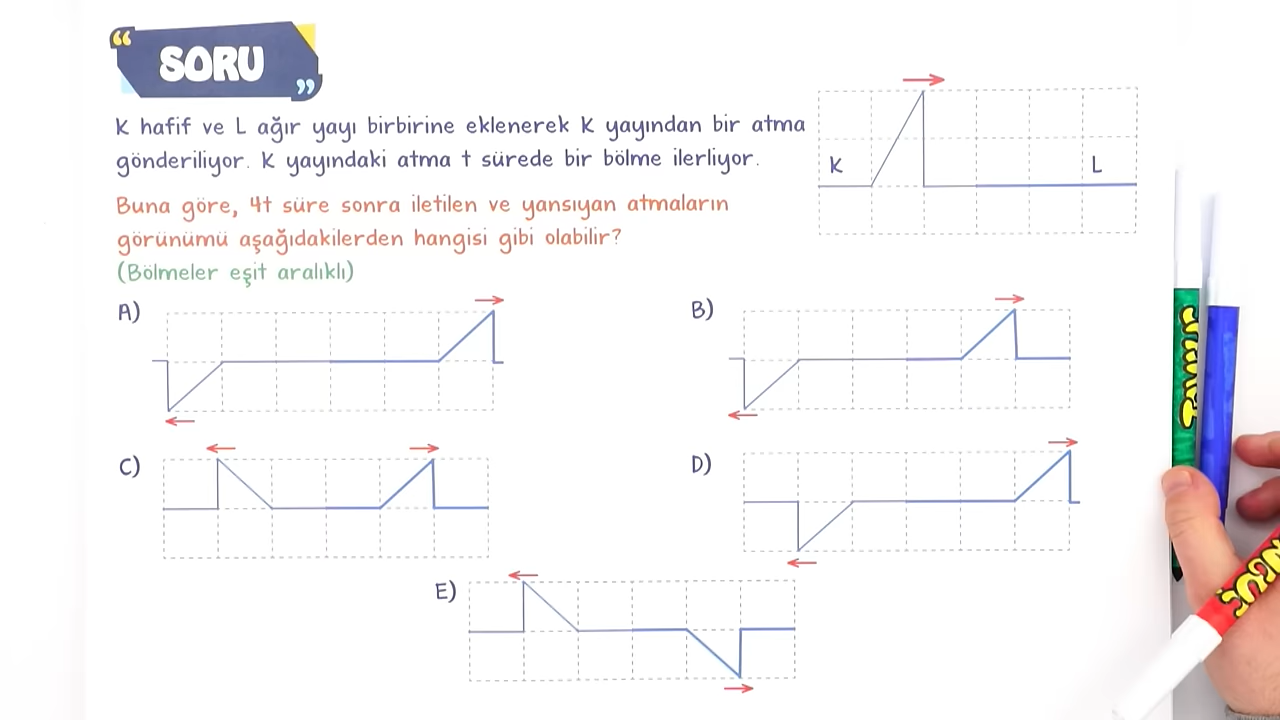 SORU
K hafif ve L ağır yayı birbirine eklenerek K yayından bir atma
gönderiliyor. K yayındaki atma t sürede bir bölme ilerliyor.
Buna göre, 4t süre sonra iletilen ve yansıyan atmaların
görünümü aşağıdakilerden hangisi gibi olabilir?
(Bölmeler eşit aralıklı)
K
L
A)
B)
C)
D)
E)